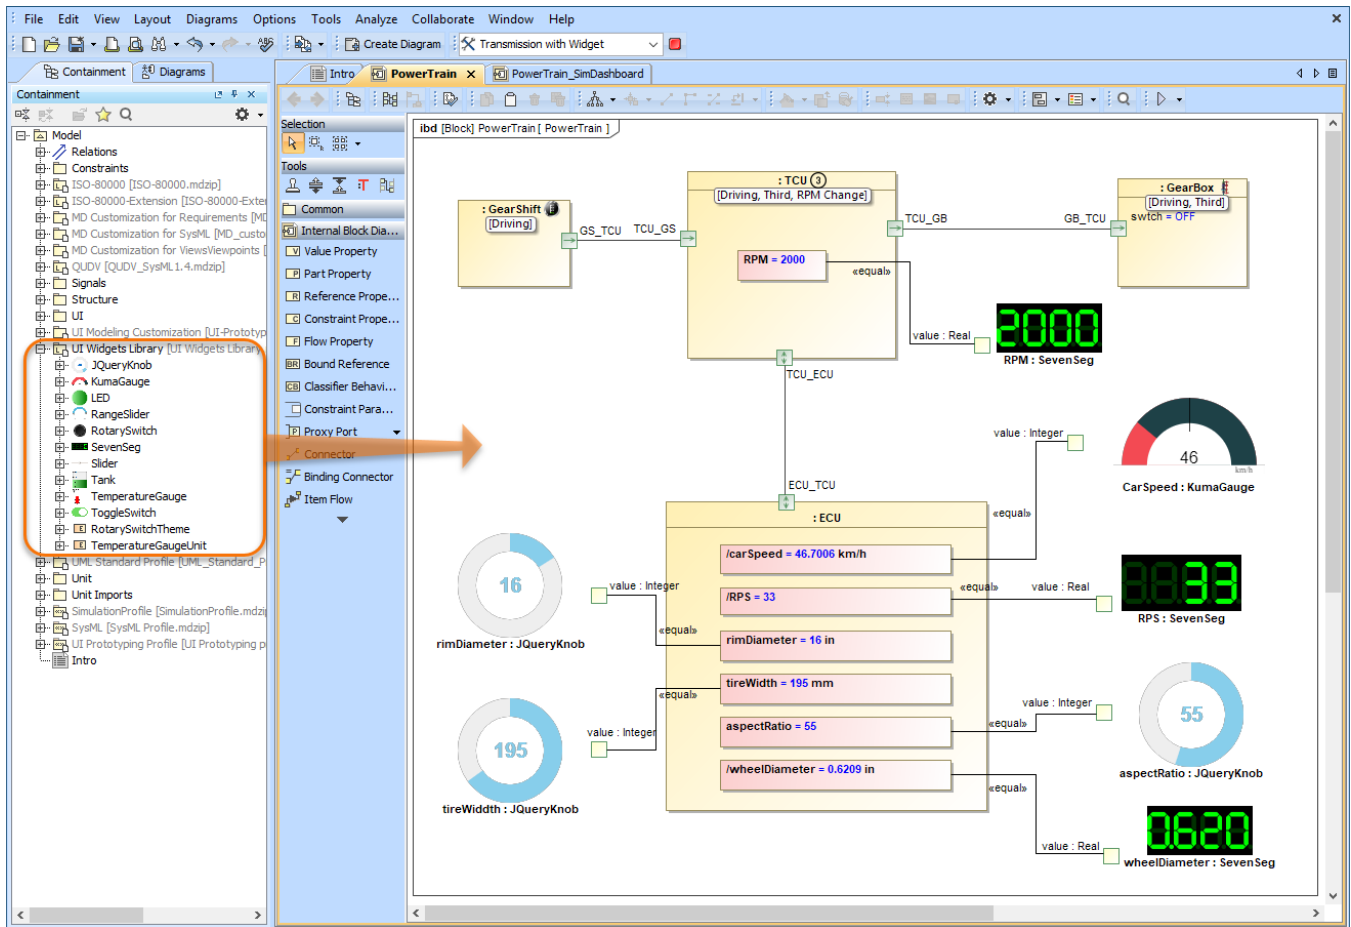 File Edit View Layout Diagrams Options Tools Analyze Collaborate Window Help
Create Diagram Transmission with Widget
Containment Diagrams
Intro PowerTrain PowerTrain_SimDashboard
Containment
Model
Relations
Constraints
ISO-80000 [ISO-80000.mdzip]
ISO-80000-Extension [ISO-80000-Exter
MD Customization for Requirements [MD
MD Customization for SysML [MD_custo
MD Customization for ViewsViewpoints [
QUDV [QUDV_SysML1.4.mdzip]
Signals
Structure
UI
UI Modeling Customization [UI-Prototyp
UI Widgets Library [UI Widgets Library
JQueryKnob
KumaGauge
LED
RangeSlider
RotarySwitch
SevenSeg
Slider
Tank
TemperatureGauge
ToggleSwitch
RotarySwitchTheme
TemperatureGaugeUnit
UML Standard Profile [UML_Standard_P
Unit
Unit Imports
SimulationProfile [SimulationProfile.mdzip
SysML [SysML Profile.mdzip]
UI Prototyping Profile [UI Prototyping p
Intro
Selection
Tools
Common
Internal Block Dia...
Value Property
Part Property
Reference Prope...
Constraint Prope...
Flow Property
Bound Reference
Classifier Behavi...
Constraint Para...
Proxy Port
Connector
Binding Connector
Item Flow
ibd [Block] PowerTrain [ PowerTrain ]
: GearShift
[Driving]
GS_TCU
TCU_GS
: TCU 3
[Driving, Third, RPM Change]
RPM = 2000
TCU_GB
GB_TCU
: GearBox
[Driving, Third]
swtch = OFF
«equal»
value : Real
2000
RPM : SevenSeg
TCU_ECU
value : Integer
46
km/h
CarSpeed : KumaGauge
ECU_TCU
: ECU
«equal»
/carSpeed = 46.7006 km/h
/RPS = 33
rimDiameter = 16 in
tireWidth = 195 mm
aspectRatio = 55
/wheelDiameter = 0.6209 in
«equal»
value : Real
33
RPS : SevenSeg
16
value : Integer
«equal»
rimDiameter : JQueryKnob
«equal»
value : Integer
195
tireWiddth : JQueryKnob
value : Integer
«equal»
55
aspectRatio : JQueryKnob
«equal»
value : Real
0.620
wheelDiameter : SevenSeg